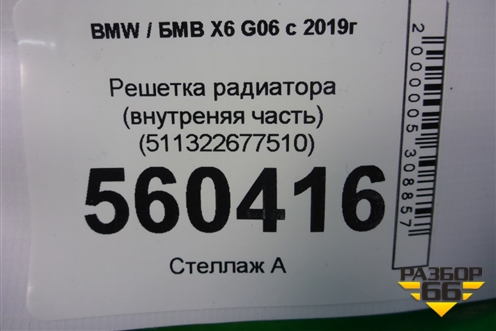 BMW / БМВ X6 G06 с 2019г
Решетка радиатора
(внутреняя часть)
(511322677510)
560416
Стеллаж А
2000005308857
РАЗБОР
66